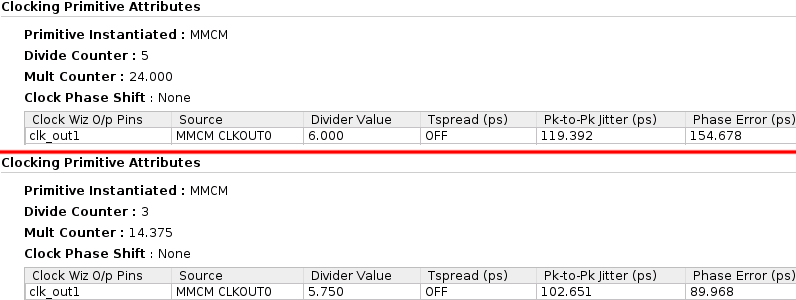 Clocking Primitive Attributes
Primitive Instantiated : MMCM
Divide Counter : 5
Mult Counter : 24.000
Clock Phase Shift : None
Clock Wiz O/p Pins Source Divider Value Tspread (ps) Pk-to-Pk Jitter (ps) Phase Error (ps)
clk_out1 MMCM CLKOUT0 6.000 OFF 119.392 154.678
Clocking Primitive Attributes
Primitive Instantiated : MMCM
Divide Counter : 3
Mult Counter : 14.375
Clock Phase Shift : None
Clock Wiz O/p Pins Source Divider Value Tspread (ps) Pk-to-Pk Jitter (ps) Phase Error (ps)
clk_out1 MMCM CLKOUT0 5.750 OFF 102.651 89.968